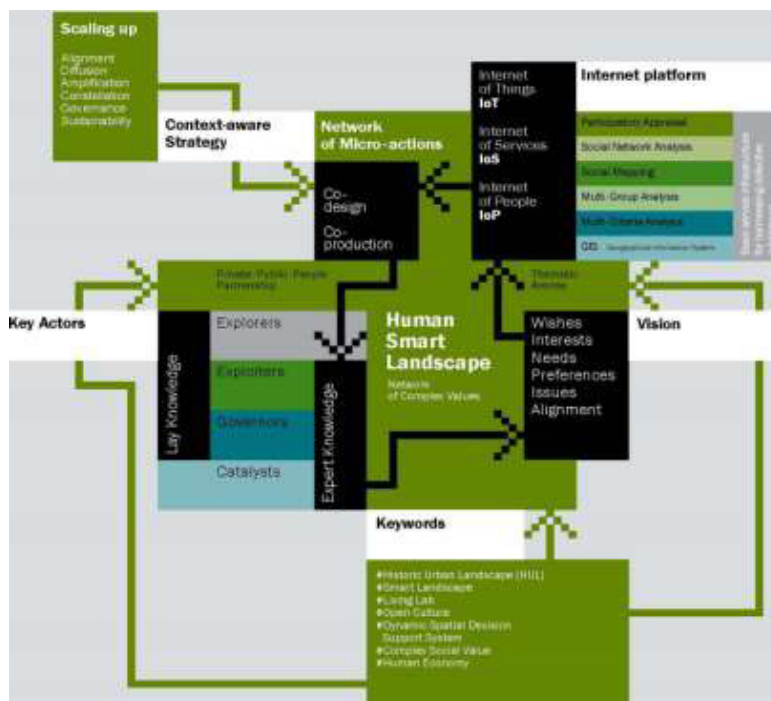 Scaling up
Alignment
Diffusion
Amplification
Constellation
Governance
Sustainability
Context-aware
Strategy
Network
of Micro-actions
Co-
design
Co-
production
Internet
of Things
IoT
Internet
of Services
IoS
Internet
of People
IoP
Internet platform
Participatory Appraisal
Social Network Analysis
Social Mapping
Multi-Group Analysis
Multi-Criteria Analysis
GIS Geographical Information System
Private-Public-People
Partnership
Thematic
Key Actors
Lay Knowledge
Explorers
Exploiters
Governors
Catalysts
Expert Knowledge
Human
Smart
Landscape
Network
of Complex Values
Wishes
Interests
Needs
Preferences
Issues
Alignment
Vision
Keywords
#Historic Urban Landscape (HUL)
#Smart Landscape
#Living Lab
#Open Culture
#Dynamic Spatial Decision
Support System
#Complex Social Value
#Human Economy